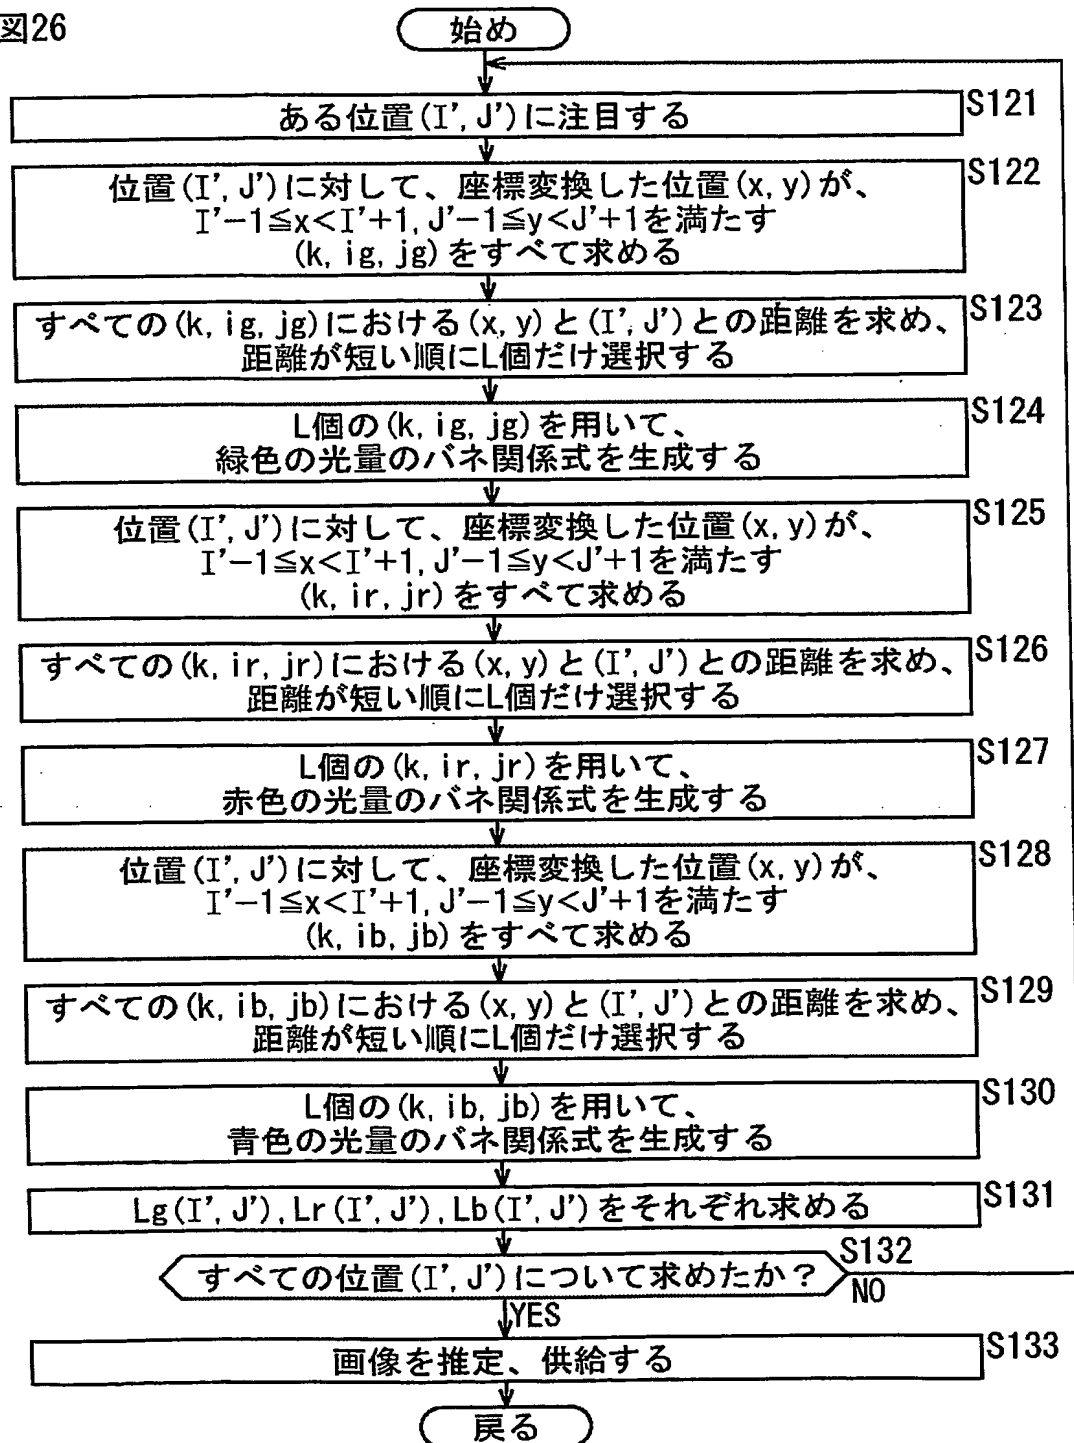 図26
始め
ある位置(I',J')に注目する
S121
位置(I',J')に対して、座標変換した位置(x,y)が、
I'−1≦x<I'+1,J'−1≦y<J'+1を満たす
(k,ig,jg)をすべて求める
S122
すべての(k,ig,jg)における(x,y)と(I',J')との距離を求め、
距離が短い順にL個だけ選択する
S123
L個の(k,ig,jg)を用いて、
緑色の光量のバネ関係式を生成する
S124
位置(I',J')に対して、座標変換した位置(x,y)が、
I'−1≦x<I'+1,J'−1≦y<J'+1を満たす
(k,ir,jr)をすべて求める
S125
すべての(k,ir,jr)における(x,y)と(I',J')との距離を求め、
距離が短い順にL個だけ選択する
S126
L個の(k,ir,jr)を用いて、
赤色の光量のバネ関係式を生成する
S127
位置(I',J')に対して、座標変換した位置(x,y)が、
I'−1≦x<I'+1,J'−1≦y<J'+1を満たす
(k,ib,jb)をすべて求める
S128
すべての(k,ib,jb)における(x,y)と(I',J')との距離を求め、
距離が短い順にL個だけ選択する
S129
L個の(k,ib,jb)を用いて、
青色の光量のバネ関係式を生成する
S130
Lg(I',J'),Lr(I',J'),Lb(I',J')をそれぞれ求める
S131
すべての位置(I',J')について求めたか？
S132
NO
YES
画像を推定、供給する
S133
戻る